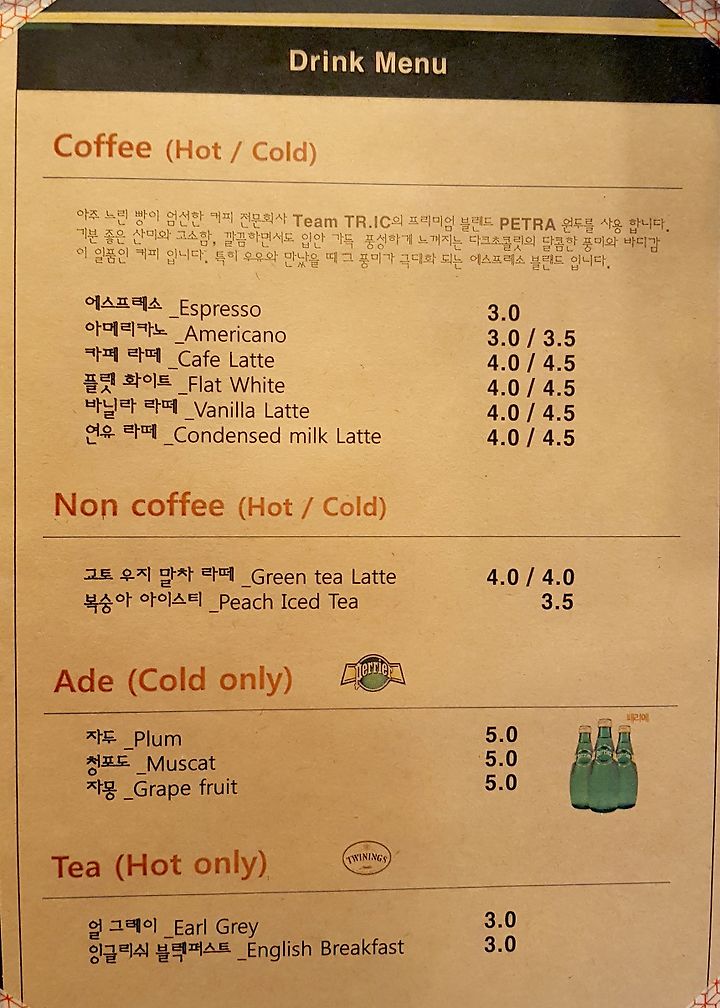 Drink Menu
Coffee (Hot / Cold)
아주 느린 빵이 엄선한 커피 전문회사 Team TR.IC의 프리미엄 블렌드 PETRA 원두를 사용 합니다.
기분 좋은 산미와 고소함, 깔끔하면서도 입안 가득 풍성하게 느껴지는 다크초콜릿의 달콤한 풍미와 바디감
이 일품인 커피 입니다. 특히 우유와 만났을 때 그 풍미가 극대화 되는 에스프레소 블렌드 입니다.
에스프레소 _Espresso 3.0
아메리카노 _Americano 3.0 / 3.5
카페 라떼 _Cafe Latte 4.0 / 4.5
플랫 화이트 _Flat White 4.0 / 4.5
바닐라 라떼 _Vanilla Latte 4.0 / 4.5
연유 라떼 _Condensed milk Latte 4.0 / 4.5
Non coffee (Hot / Cold)
교토 우지 말차 라떼 _Green tea Latte 4.0 / 4.0
복숭아 아이스티 _Peach Iced Tea 3.5
Ade (Cold only) perrier
페리에
자두 _Plum 5.0
청포도 _Muscat 5.0
자몽 _Grape fruit 5.0
Tea (Hot only) TWININGS
얼 그레이 _Earl Grey 3.0
잉글리쉬 블랙퍼스트 _English Breakfast 3.0